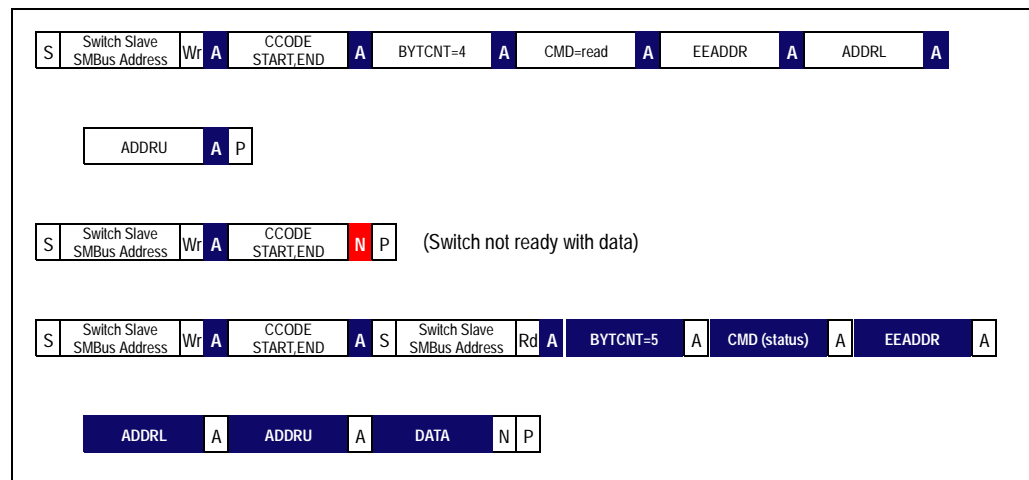 S Switch Slave SMBus Address Wr A CCODE START,END A BYTCNT=4 A CMD=read A EEADDR A ADDRL A
ADDRU A P
S Switch Slave SMBus Address Wr A CCODE START,END N P (Switch not ready with data)
S Switch Slave SMBus Address Wr A CCODE START,END A S Switch Slave SMBus Address Rd A BYTCNT=5 A CMD (status) A EEADDR A
ADDRL A ADDRU A DATA N P